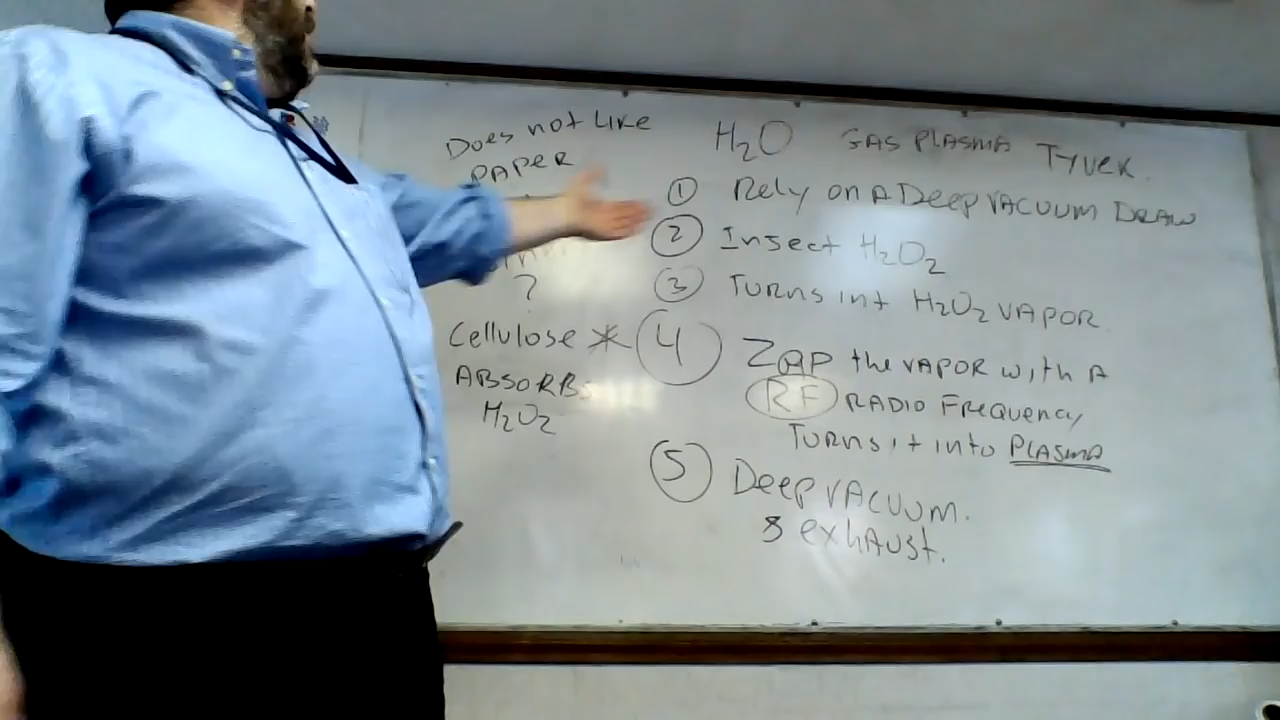 Does not Like
PAPER
?
Cellulose *
ABSORBS
H2O2
H2O GAS PLASMA TYVEK.
① Rely on A Deep VACUUM DRAW
② Insect H2O2
③ TURNS int H2O2 VAPOR
④ ZAP the VAPOR with A
RF RADIO Frequency
TURNS it into PLASMA
⑤ Deep VACUUM.
& exhAust.